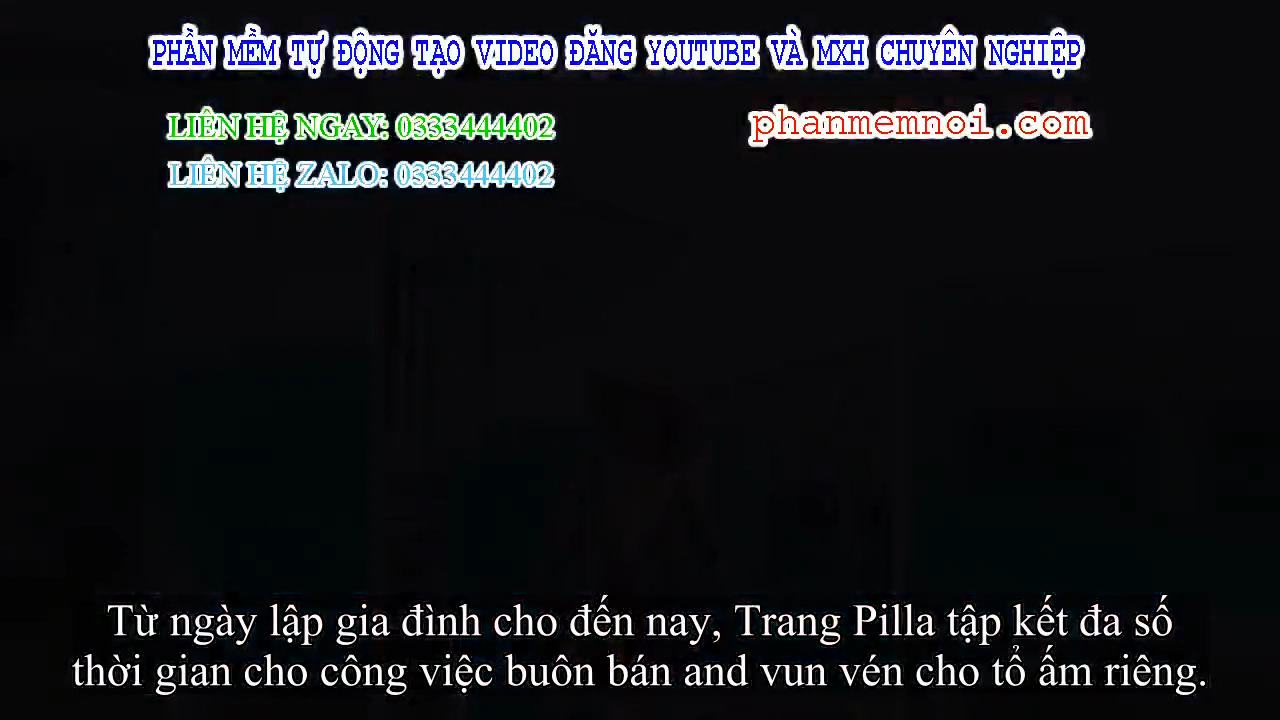 PHẦN MỀM TỰ ĐỘNG TẠO VIDEO ĐĂNG YOUTUBE VÀ MXH CHUYÊN NGHIỆP
LIÊN HỆ NGAY: 0333444402
phanmemnoi.com
LIÊN HỆ ZALO: 0333444402
Từ ngày lập gia đình cho đến nay, Trang Pilla tập kết đa số
thời gian cho công việc buôn bán and vun vén cho tổ ấm riêng.